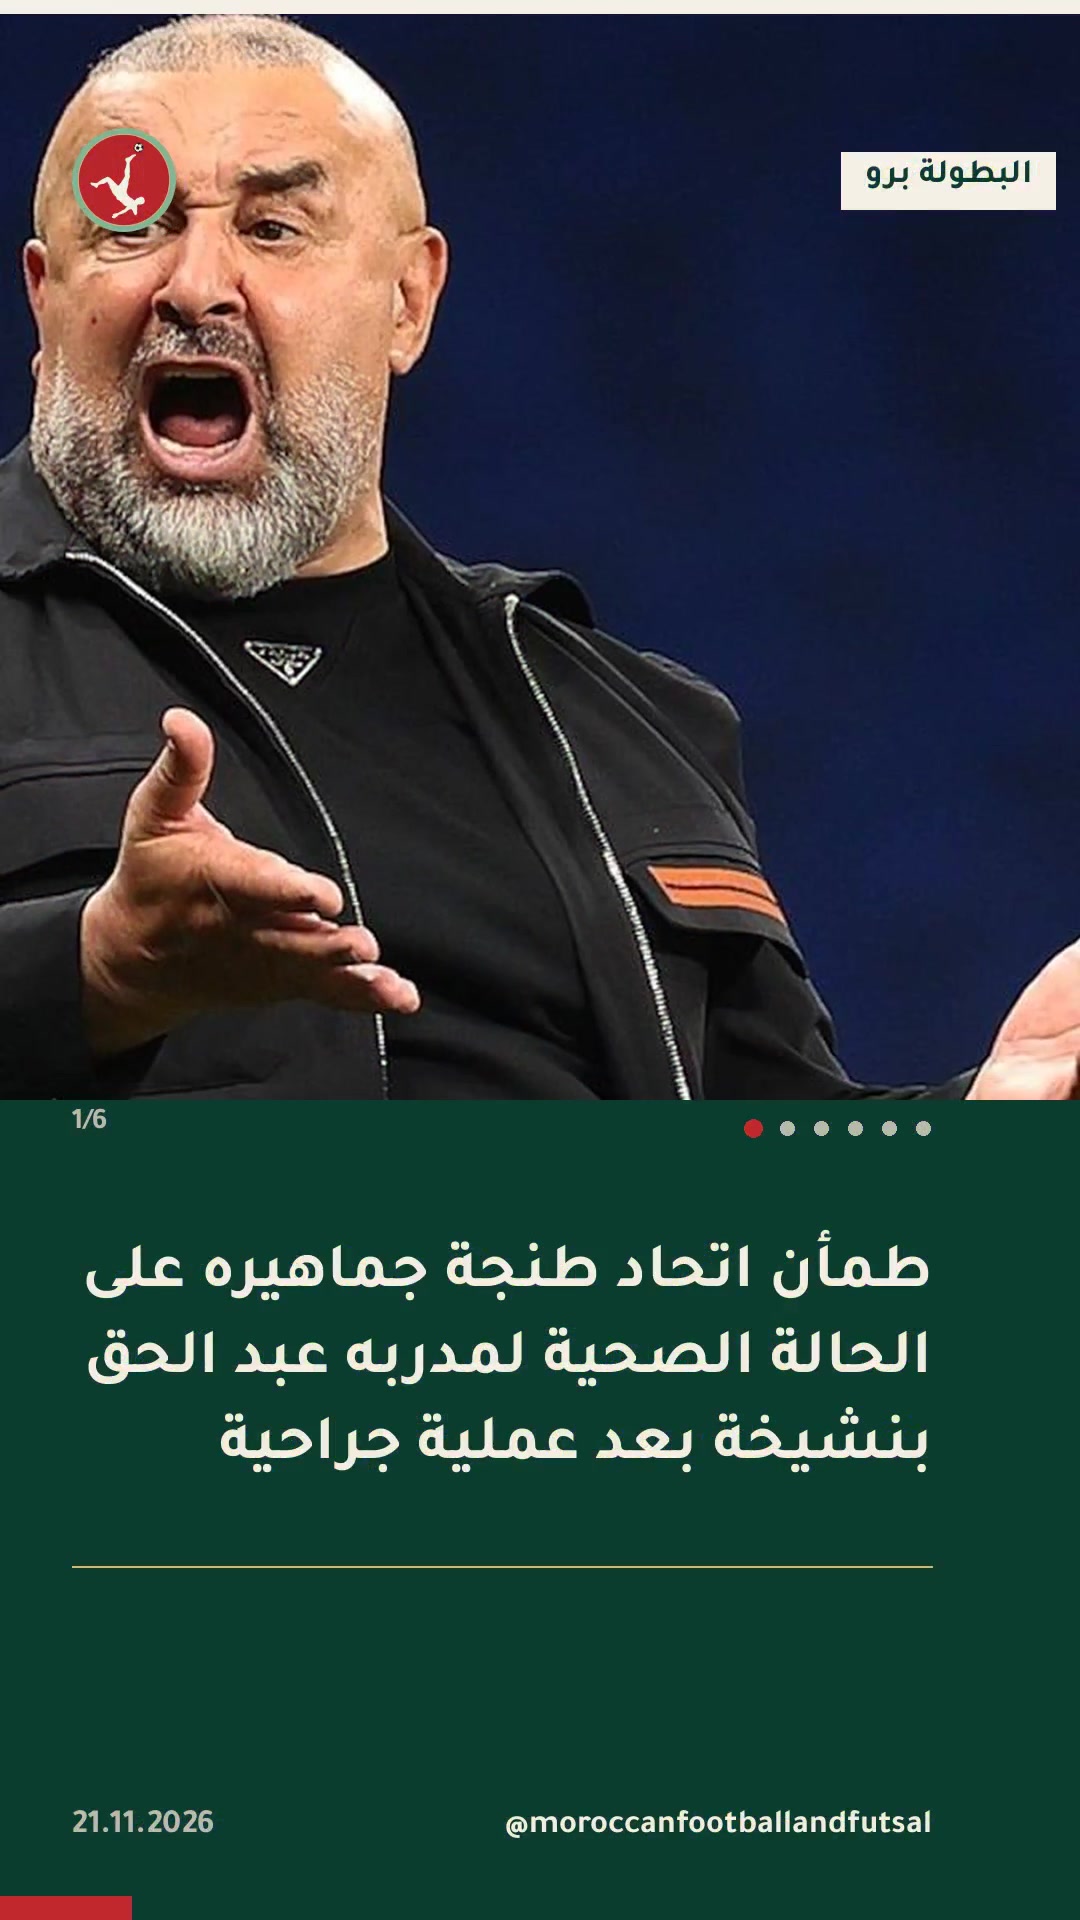 البطولة برو
1/6
طمأن اتحاد طنجة جماهيره على
الحالة الصحية لمدربه عبد الحق
بنشيخة بعد عملية جراحية
21.11.2026
@moroccanfootballandfutsal